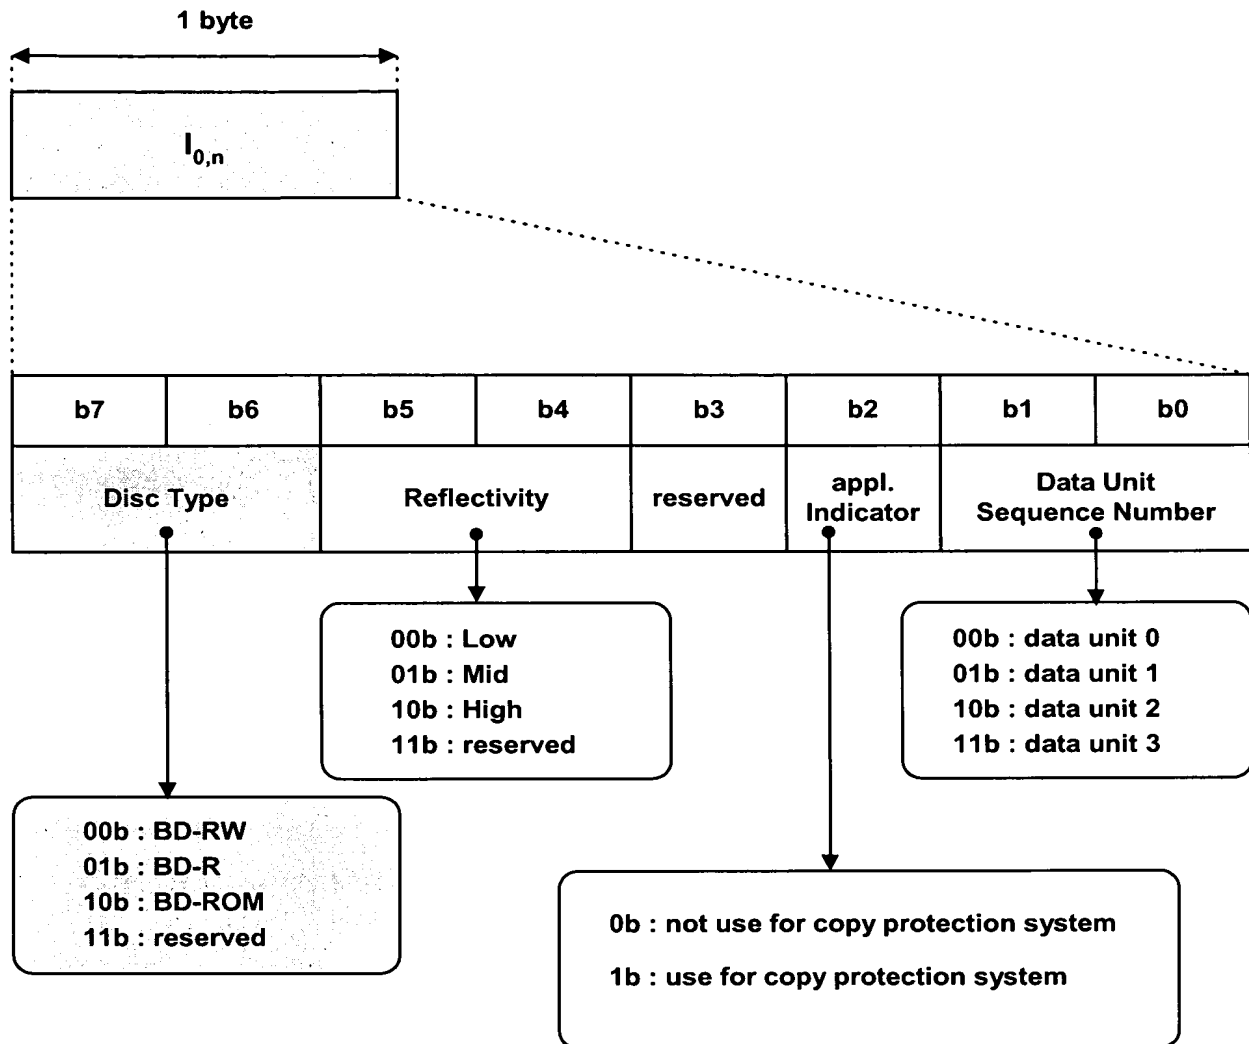 1 byte
I0,n
b7 b6 b5 b4 b3 b2 b1 b0
Disc Type Reflectivity reserved appl. Indicator Data Unit Sequence Number
00b : Low
01b : Mid
10b : High
11b : reserved
00b : data unit 0
01b : data unit 1
10b : data unit 2
11b : data unit 3
00b : BD-RW
01b : BD-R
10b : BD-ROM
11b : reserved
0b : not use for copy protection system
1b : use for copy protection system